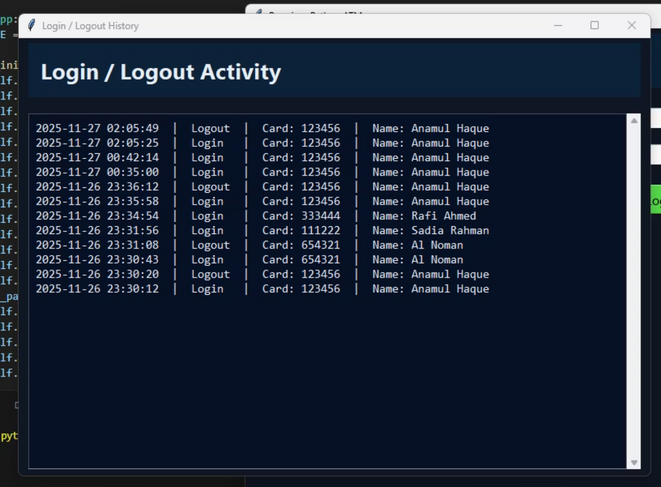 Login / Logout History
Login / Logout Activity
2025-11-27 02:05:49 | Logout | Card: 123456 | Name: Anamul Haque
2025-11-27 02:05:25 | Login | Card: 123456 | Name: Anamul Haque
2025-11-27 00:42:14 | Login | Card: 123456 | Name: Anamul Haque
2025-11-27 00:35:00 | Login | Card: 123456 | Name: Anamul Haque
2025-11-26 23:36:12 | Logout | Card: 123456 | Name: Anamul Haque
2025-11-26 23:35:58 | Login | Card: 123456 | Name: Anamul Haque
2025-11-26 23:34:54 | Login | Card: 333444 | Name: Rafi Ahmed
2025-11-26 23:31:56 | Login | Card: 111222 | Name: Sadia Rahman
2025-11-26 23:31:08 | Logout | Card: 654321 | Name: Al Noman
2025-11-26 23:30:43 | Login | Card: 654321 | Name: Al Noman
2025-11-26 23:30:20 | Logout | Card: 123456 | Name: Anamul Haque
2025-11-26 23:30:12 | Login | Card: 123456 | Name: Anamul Haque